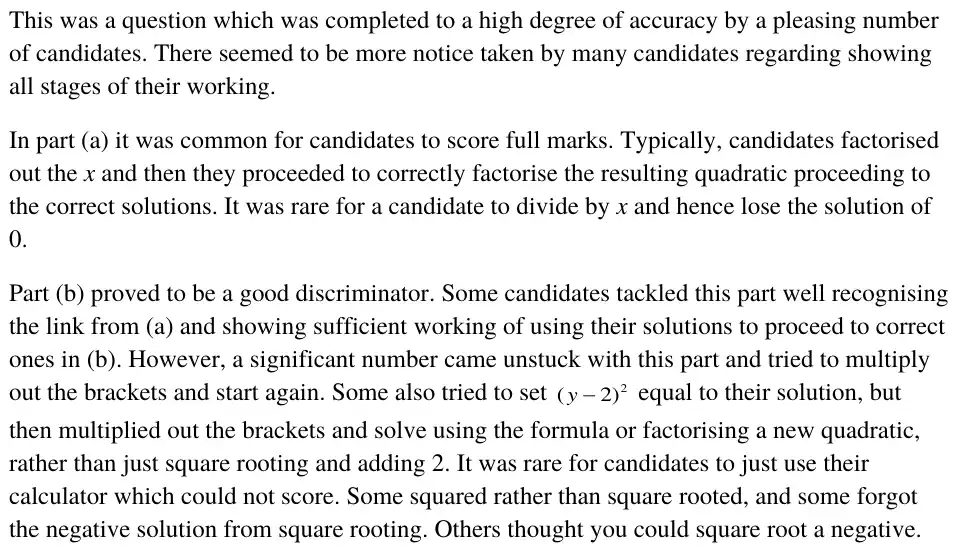 This was a question which was completed to a high degree of accuracy by a pleasing number
of candidates. There seemed to be more notice taken by many candidates regarding showing
all stages of their working.
In part (a) it was common for candidates to score full marks. Typically, candidates factorised
out the x and then they proceeded to correctly factorise the resulting quadratic proceeding to
the correct solutions. It was rare for a candidate to divide by x and hence lose the solution of
0.
Part (b) proved to be a good discriminator. Some candidates tackled this part well recognising
the link from (a) and showing sufficient working of using their solutions to proceed to correct
ones in (b). However, a significant number came unstuck with this part and tried to multiply
out the brackets and start again. Some also tried to set (y – 2)² equal to their solution, but
then multiplied out the brackets and solve using the formula or factorising a new quadratic,
rather than just square rooting and adding 2. It was rare for candidates to just use their
calculator which could not score. Some squared rather than square rooted, and some forgot
the negative solution from square rooting. Others thought you could square root a negative.